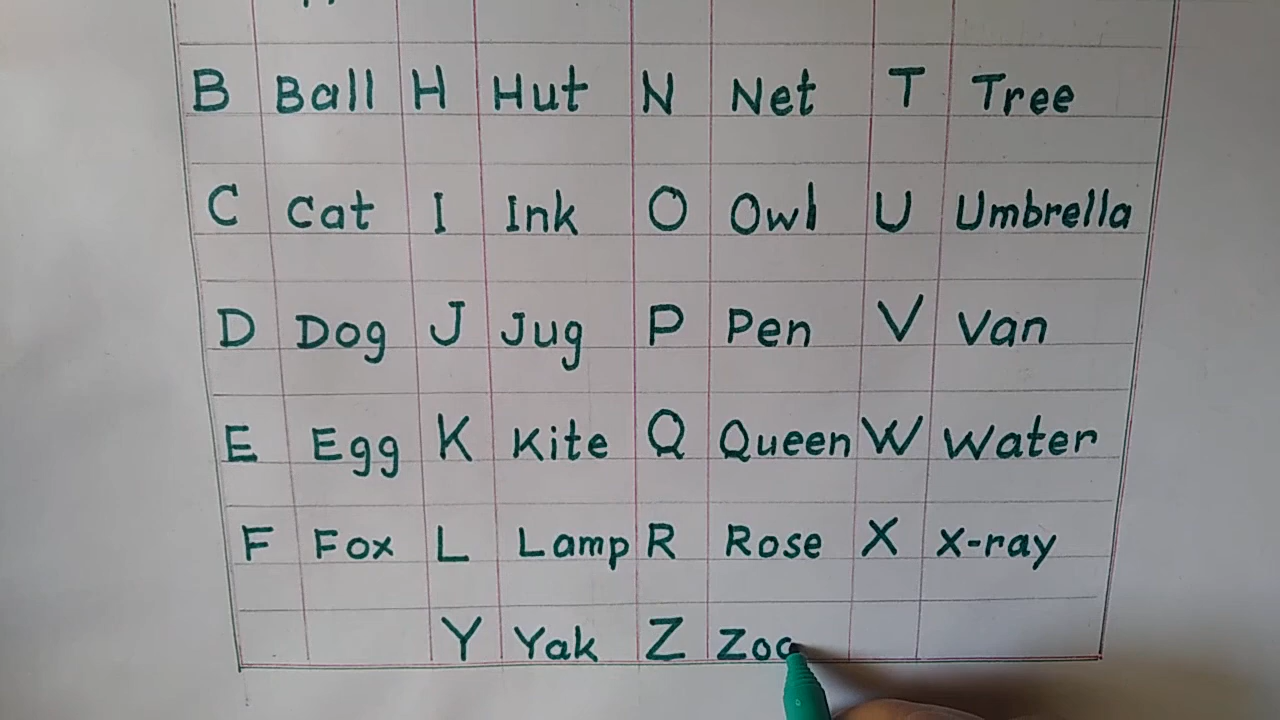 B Ball H Hut N Net T Tree
C Cat I Ink O Owl U Umbrella
D Dog J Jug P Pen V Van
E Egg K Kite Q Queen W Water
F Fox L Lamp R Rose X X-ray
Y Yak Z Zoo